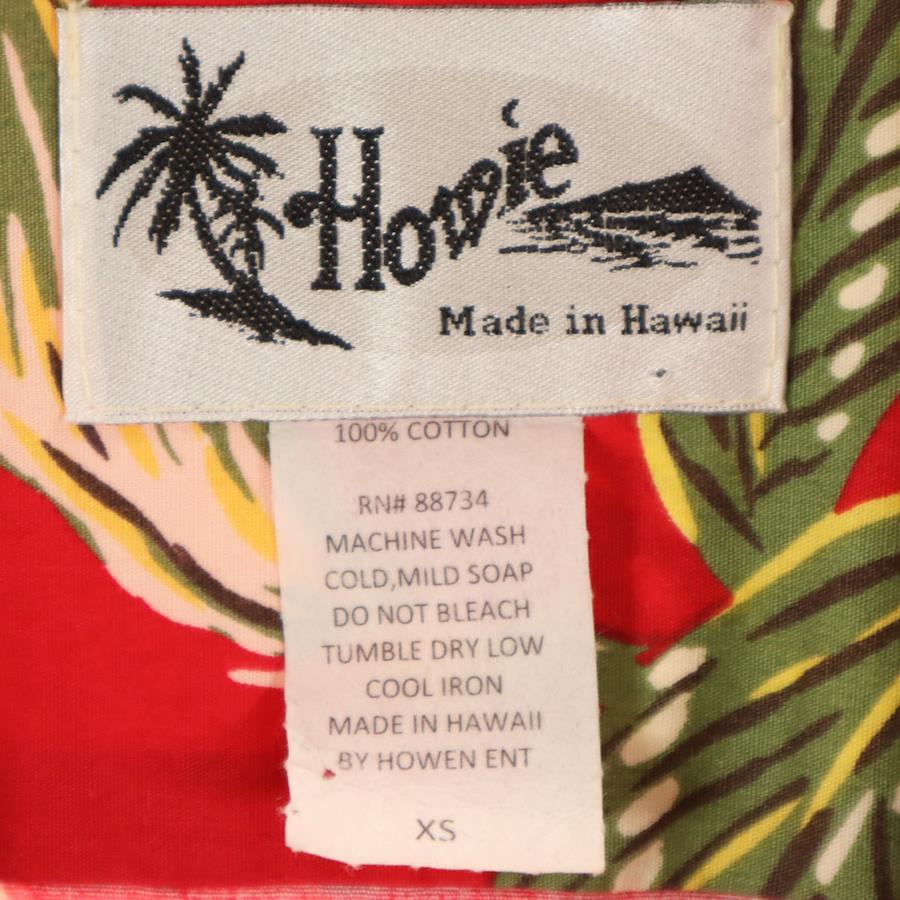 Howie
Made in Hawaii
100% COTTON
RN# 88734
MACHINE WASH
COLD,MILD SOAP
DO NOT BLEACH
TUMBLE DRY LOW
COOL IRON
MADE IN HAWAII
BY HOWEN ENT
XS